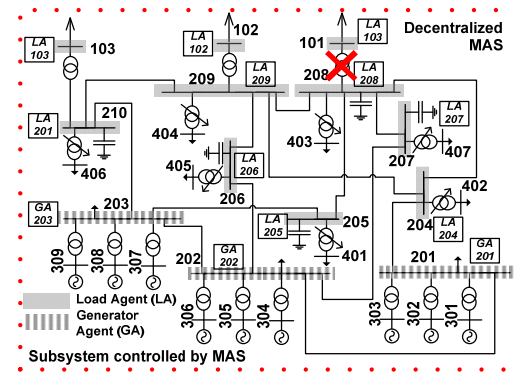 102
101
LA
103
Decentralized
MAS
LA
103
103
LA
102
209
LA
209
208
LA
208
LA
201
210
404
403
LA
207
207
407
406
405
LA
206
206
402
GA
203
203
LA
205
205
204
LA
204
401
309
308
307
202
GA
202
201
GA
201
306
305
304
303
302
301
Load Agent (LA)
Generator
Agent (GA)
Subsystem controlled by MAS